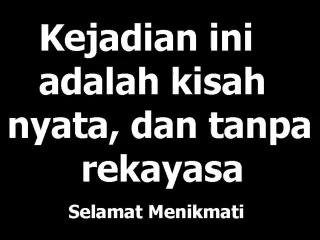 Kejadian ini
adalah kisah
nyata, dan tanpa
rekayasa
Selamat Menikmati